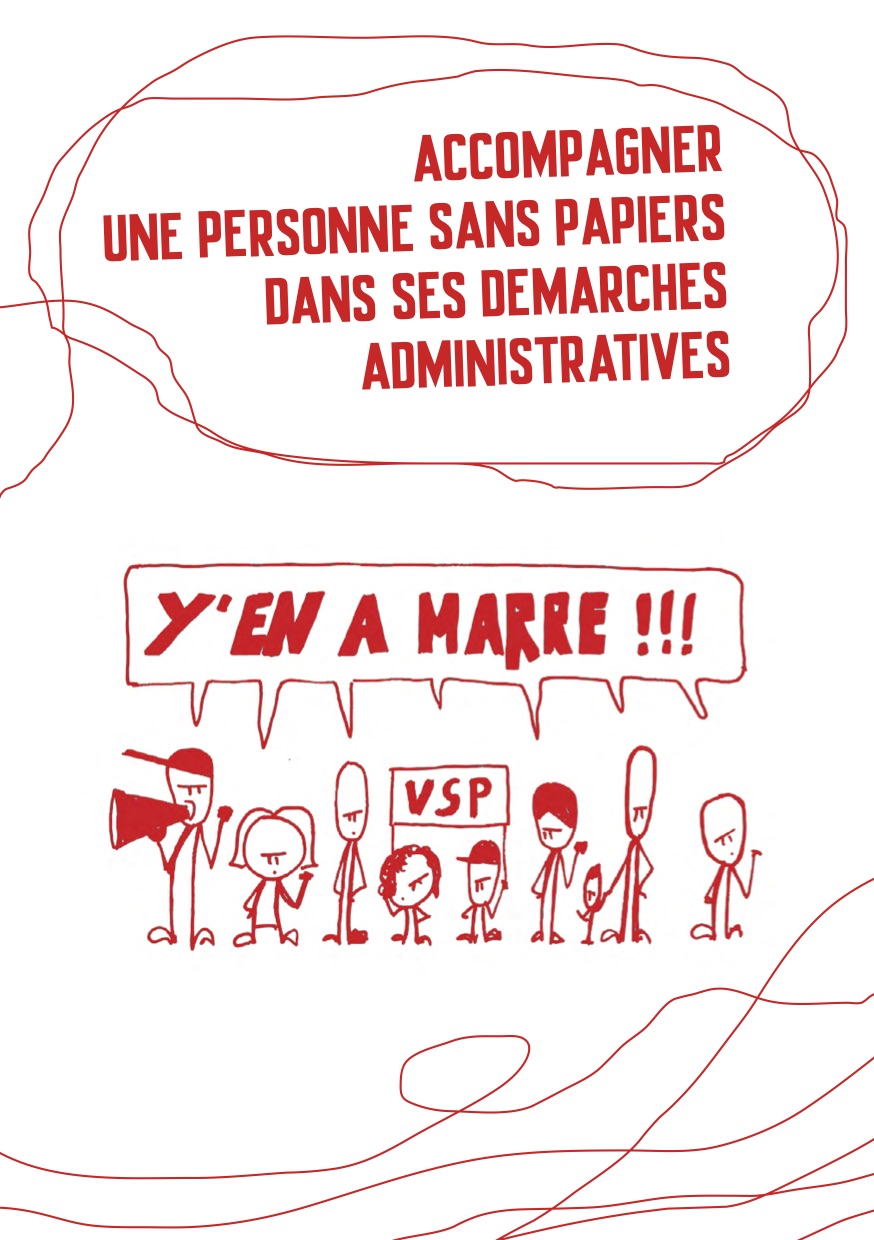 ACCOMPAGNER
UNE PERSONNE SANS PAPIERS
DANS SES DEMARCHES
ADMINISTRATIVES
Y'EN A MARRE !!!
VSP